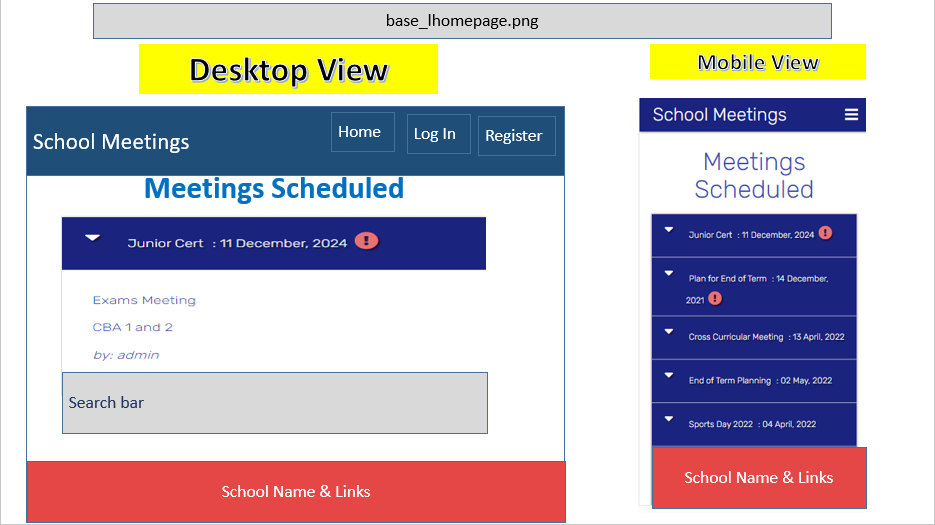 base_lhomepage.png
Desktop View
Mobile View
School Meetings
Home
Log In
Register
Meetings Scheduled
Junior Cert : 11 December, 2024 !
Exams Meeting
CBA 1 and 2
by: admin
Search bar
School Name & Links
School Meetings
Meetings
Scheduled
Junior Cert : 11 December, 2024 !
Plan for End of Term : 14 December,
2021 !
Cross Curricular Meeting : 13 April, 2022
End of Term Planning : 02 May, 2022
Sports Day 2022 : 04 April, 2022
School Name & Links